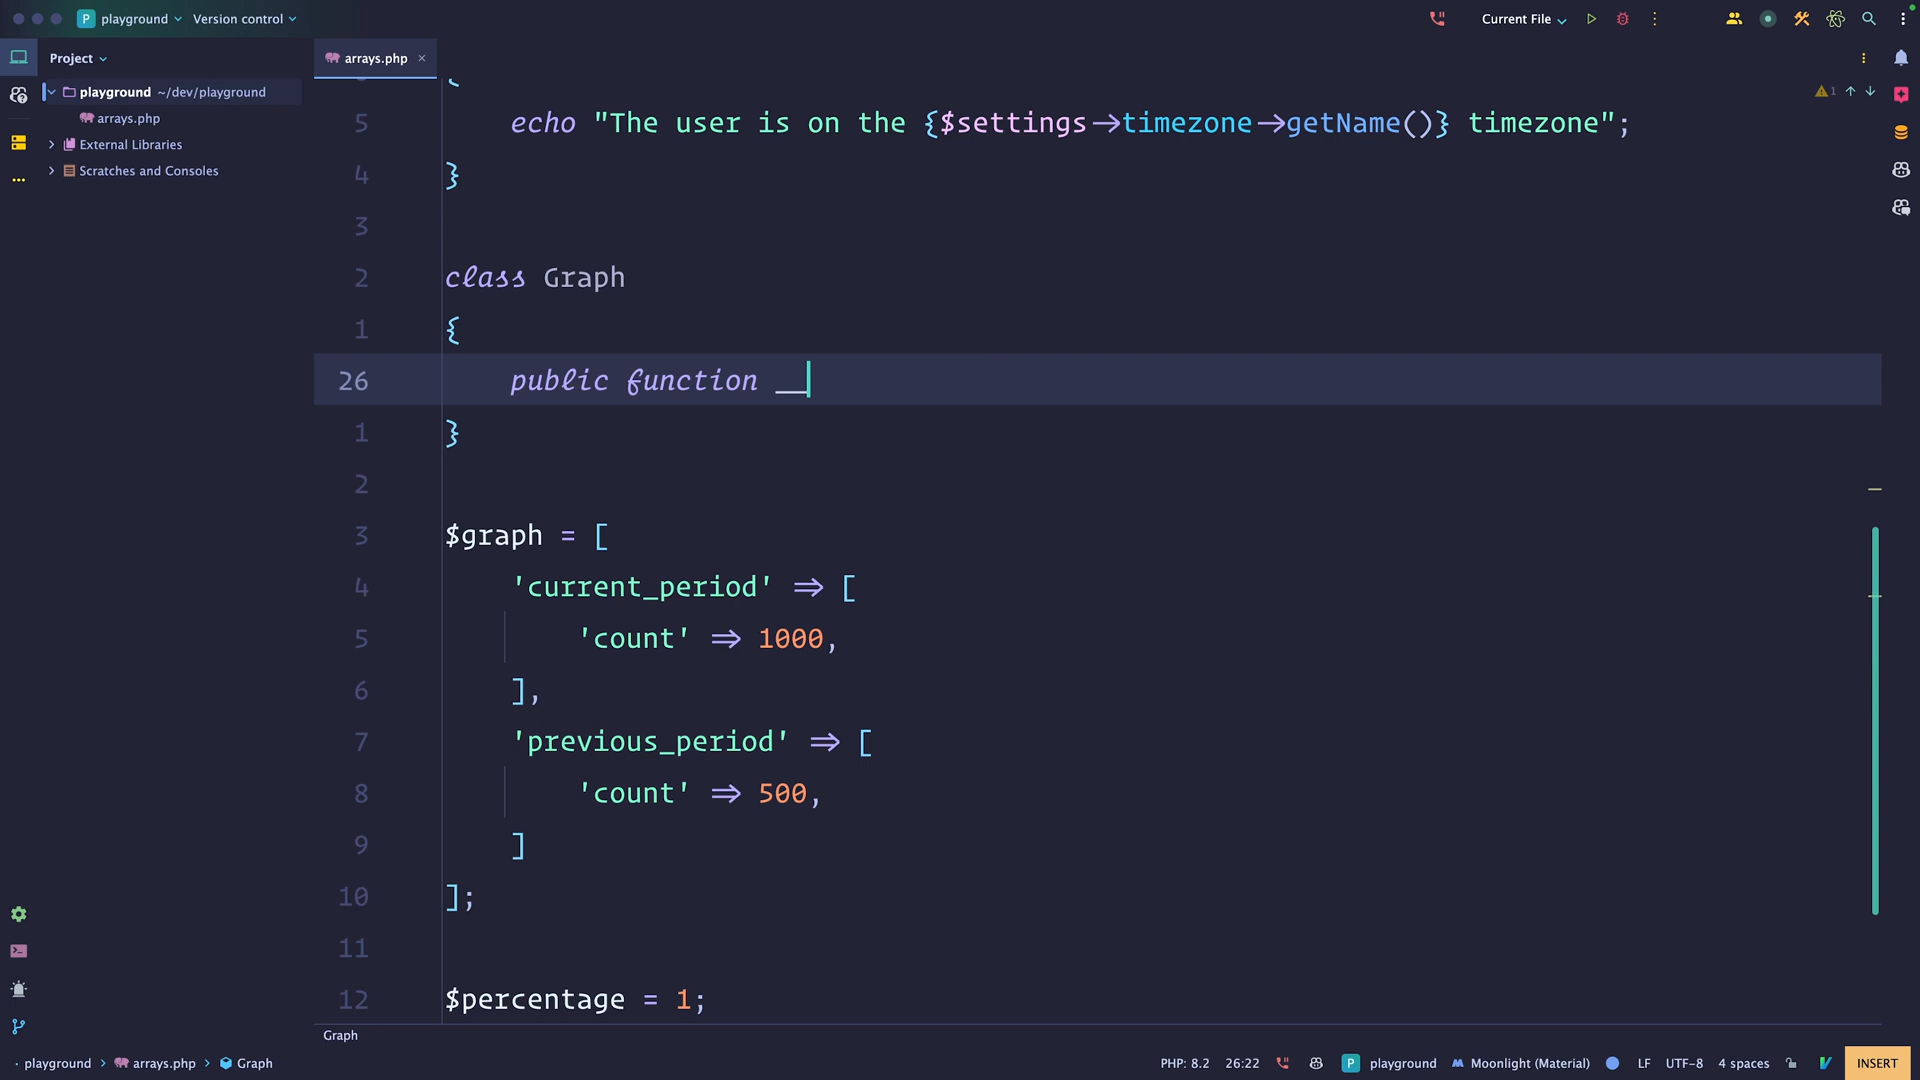 P playground Version control Current File
Project
arrays.php
playground ~/dev/playground
arrays.php
External Libraries
Scratches and Consoles
1
{
5 echo "The user is on the {$settings->timezone->getName()} timezone";
4 }
3
2 class Graph
1 {
26 public function __
1 }
2
3 $graph = [
4 'current_period' => [
5 'count' => 1000,
6 ],
7 'previous_period' => [
8 'count' => 500,
9 ]
10 ];
11
12 $percentage = 1;
Graph
playground > arrays.php > Graph
PHP: 8.2 26:22 P playground Moonlight (Material) LF UTF-8 4 spaces INSERT